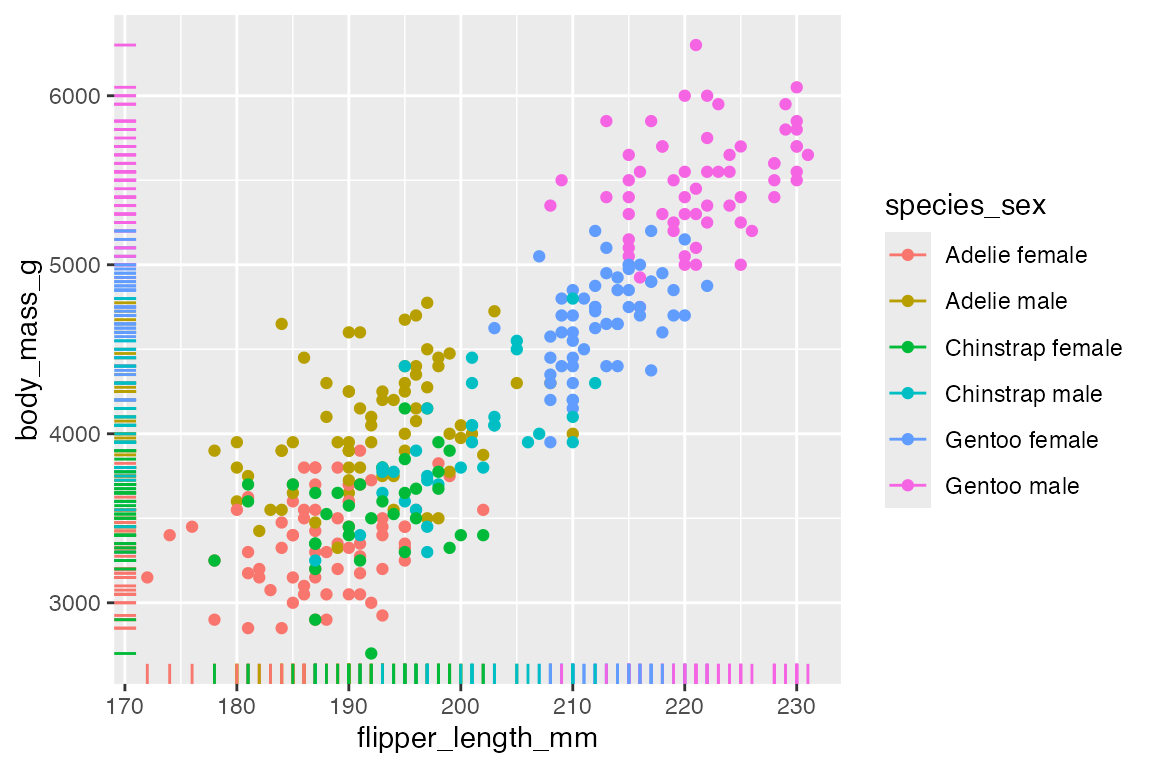 body_mass_g
6000
5000
4000
3000
170 180 190 200 210 220 230
flipper_length_mm
species_sex
Adelie female
Adelie male
Chinstrap female
Chinstrap male
Gentoo female
Gentoo male